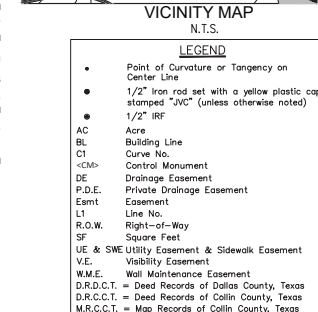 VICINITY MAP
N.T.S.
LEGEND
Point of Curvature or Tangency on
Center Line
1/2" Iron rod set with a yellow plastic cap
stamped "JVC" (unless otherwise noted)
1/2" IRF
AC Acre
BL Building Line
C1 Curve No.
<CM> Control Monument
DE Drainage Easement
P.D.E. Private Drainage Easement
Esmt Easement
L1 Line No.
R.O.W. Right-of-Way
SF Square Feet
UE & SWE Utility Easement & Sidewalk Easement
V.E. Visibility Easement
W.M.E. Wall Maintenance Easement
D.R.D.C.T. = Deed Records of Dallas County, Texas
D.R.C.C.T. = Deed Records of Collin County, Texas
M.R.C.C.T. = Map Records of Collin County, Texas